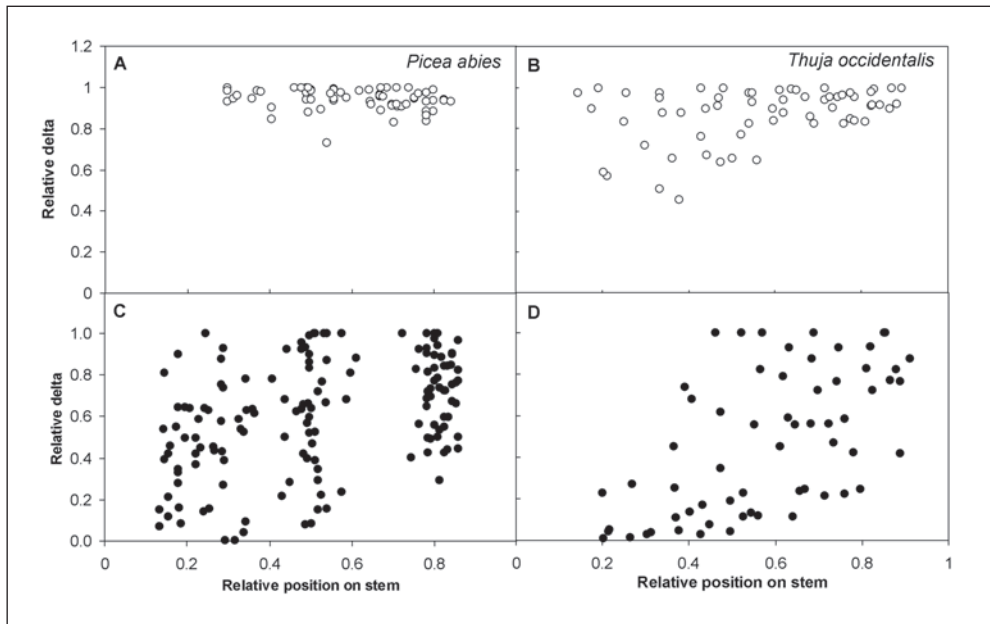 A Picea abies
B Thuja occidentalis
Relative delta
1.2
1.0
0.8
0.6
0.4
0.2
0
C
D
Relative delta
1.0
0.8
0.6
0.4
0.2
0.0
0 0.2 0.4 0.6 0.8
0.2 0.4 0.6 0.8 1
Relative position on stem
Relative position on stem